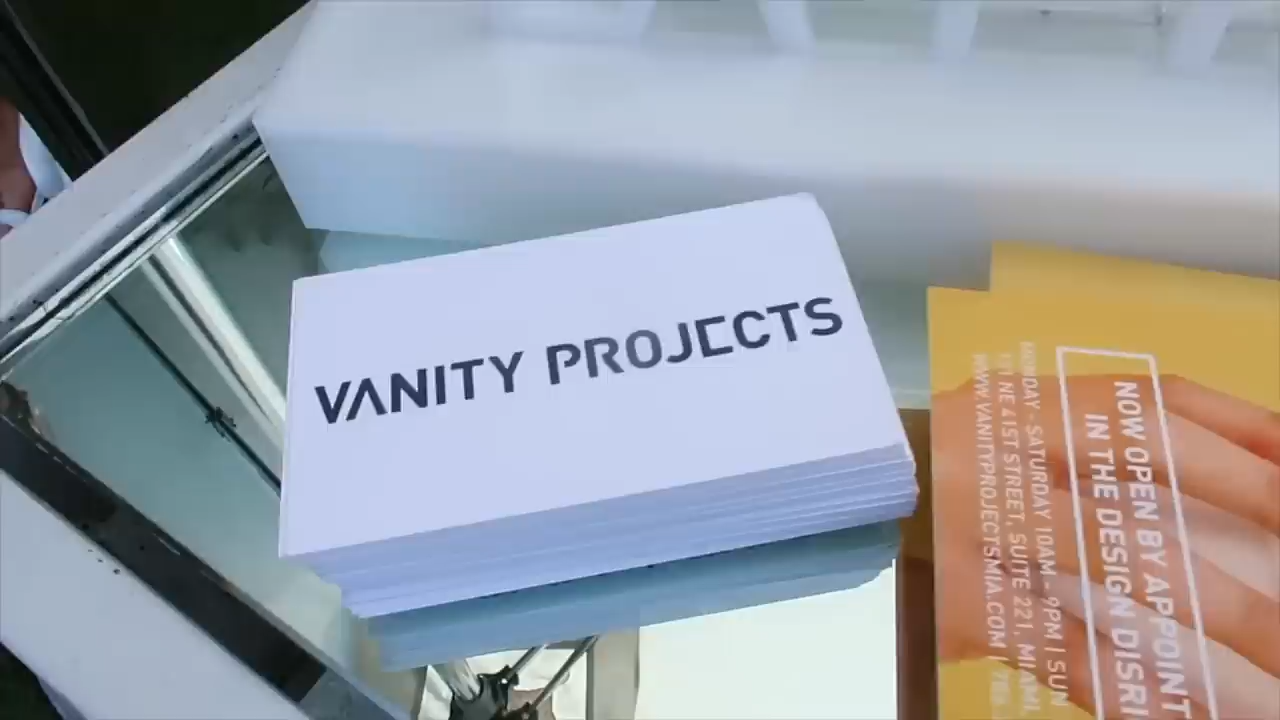 VANITY PROJECTS
NOW OPEN BY APPOINT
IN THE DESIGN DISRI
MONDAY - SATURDAY 10AM - 9PM | SUN
NE 41ST STREET, SUITE 221, MIAMI,
WWW.VANITYPROJECTSMIA.COM |